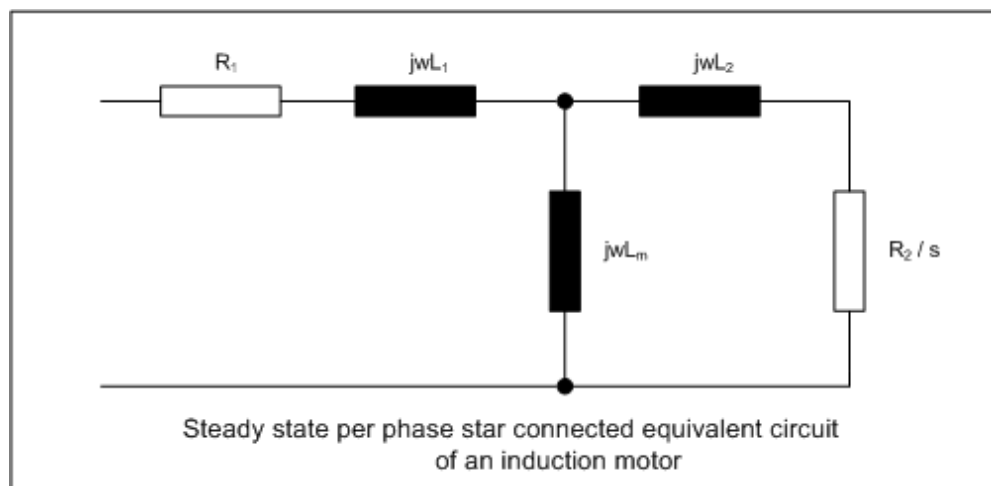 R₁
jwL₁
jwL₂
jwLₘ
R₂ / s
Steady state per phase star connected equivalent circuit
of an induction motor